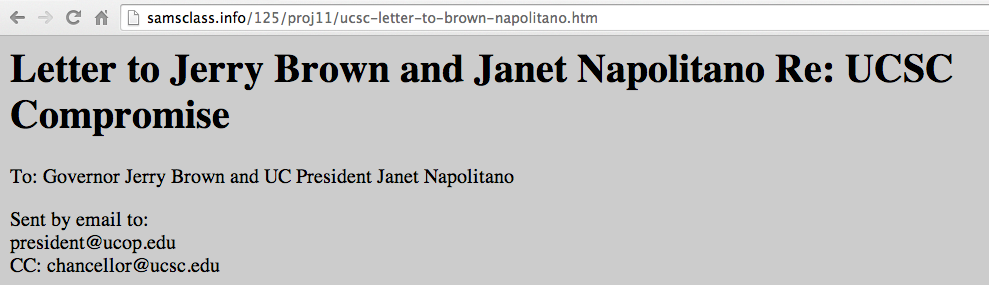 samsclass.info/125/proj11/ucsc-letter-to-brown-napolitano.htm
Letter to Jerry Brown and Janet Napolitano Re: UCSC
Compromise
To: Governor Jerry Brown and UC President Janet Napolitano
Sent by email to:
president@ucop.edu
CC: chancellor@ucsc.edu